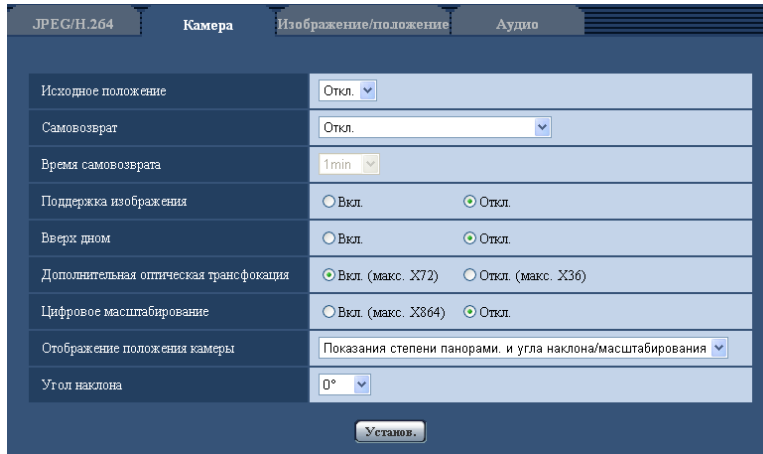 JPEG/H.264 Камера Изображение/положение Аудио
Исходное положение Откл.
Самовозврат Откл.
Время самовозврата 1min
Поддержка изображения Вкл. Откл.
Вверх дном Вкл. Откл.
Дополнительная оптическая трансфокация Вкл. (макс. X72) Откл. (макс. X36)
Цифровое масштабирование Вкл. (макс. X864) Откл.
Отображение положения камеры Показания степени панорами. и угла наклона/масштабирования
Угол наклона 0°
Установ.